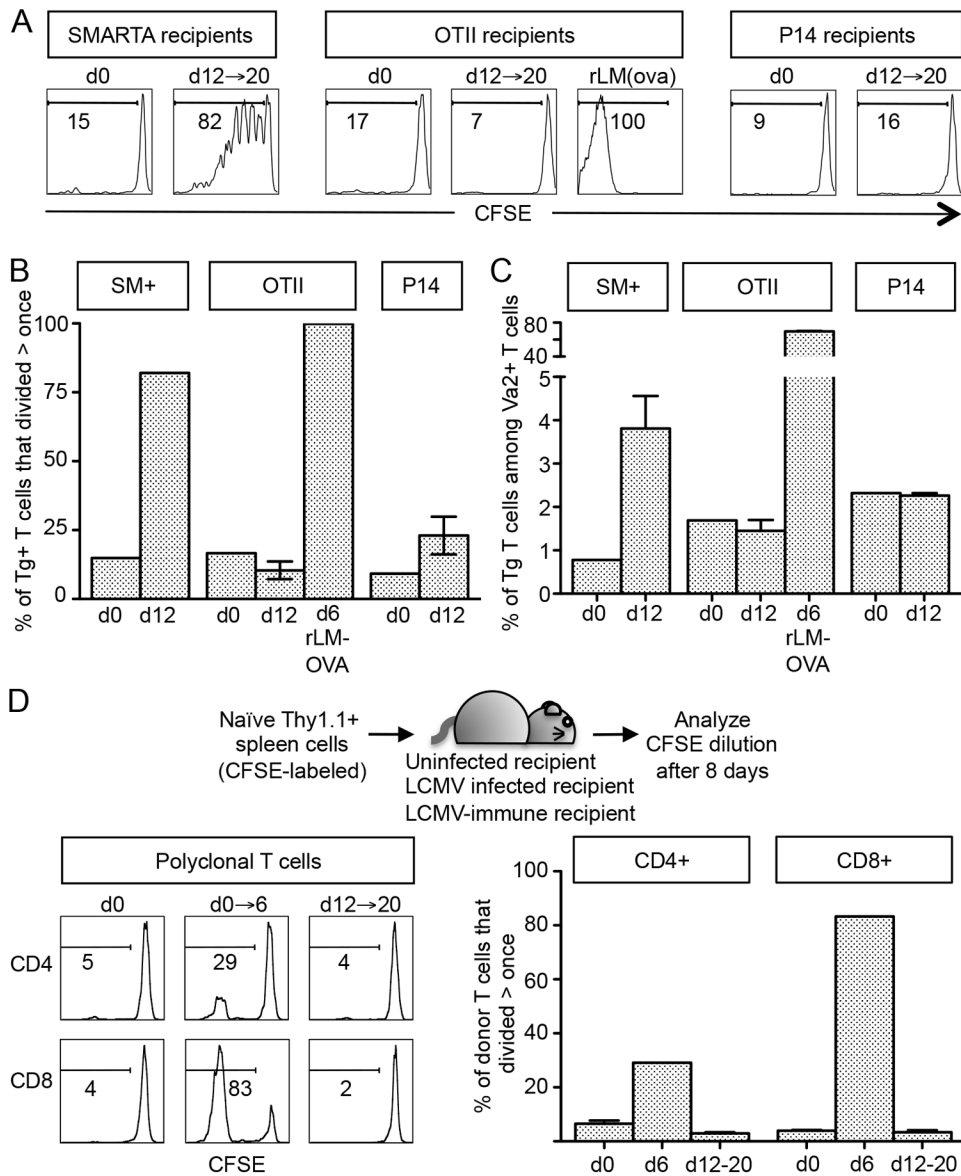 A
SMARTA recipients
OTII recipients
P14 recipients
d0
d12→20
d0
d12→20
rLM(ova)
d0
d12→20
15
82
17
7
100
9
16
CFSE
B
SM+
OTII
P14
% of Tg+ T cells that divided > once
100
75
50
25
0
d0
d12
d0
d12
d6
rLM-
OVA
d0
d12
C
SM+
OTII
P14
% of Tg T cells among Va2+ T cells
80
40
5
4
3
2
1
0
d0
d12
d0
d12
d6
rLM-
OVA
d0
d12
D
Naïve Thy1.1+
spleen cells
(CFSE-labeled)
Uninfected recipient
LCMV infected recipient
LCMV-immune recipient
Analyze
CFSE dilution
after 8 days
Polyclonal T cells
d0
d0→6
d12→20
CD4
5
29
4
CD8
4
83
2
CFSE
CD4+
CD8+
% of donor T cells that
divided > once
100
80
60
40
20
d0
d6
d12-20
d0
d6
d12-20